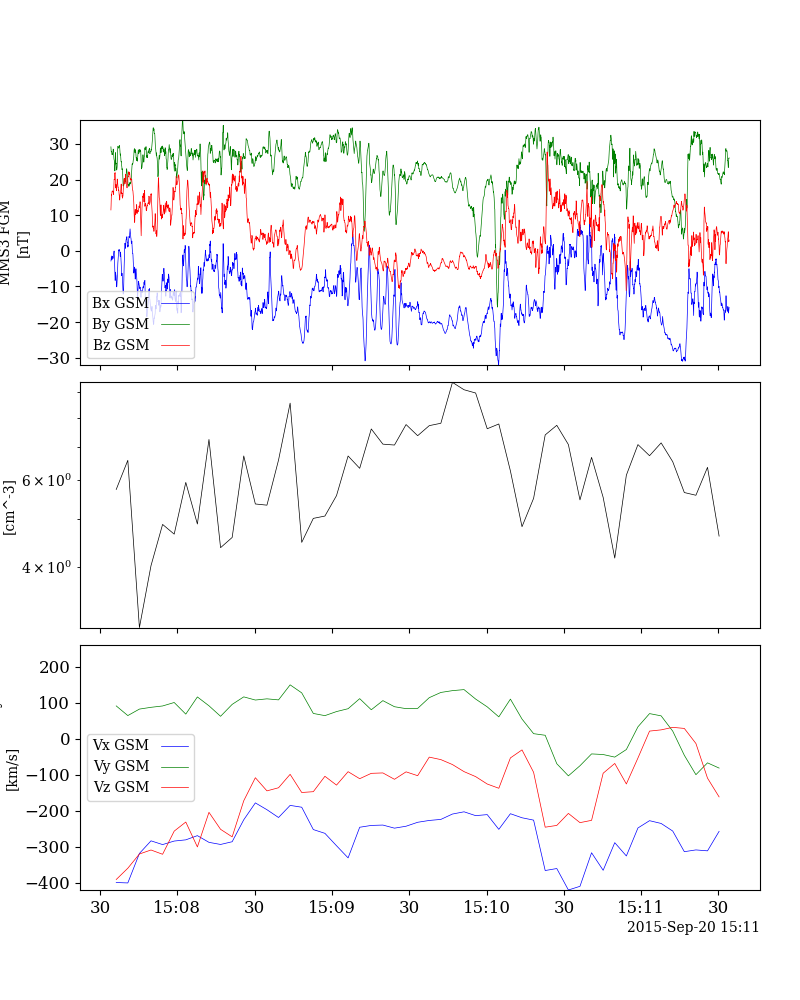 30
20
10
0
−10
−20
−30
MMS3 FGM
[nT]
Bx GSM
By GSM
Bz GSM
6 × 10⁰
4 × 10⁰
[cm^-3]
200
100
0
−100
−200
−300
−400
[km/s]
Vx GSM
Vy GSM
Vz GSM
30 15:08 30 15:09 30 15:10 30 15:11 30
2015-Sep-20 15:11